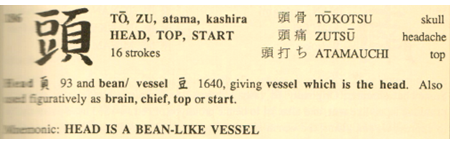 頭 TŌ, ZU, atama, kashira 頭骨 TŌKOTSU skull
HEAD, TOP, START 頭痛 ZUTSŪ headache
16 strokes 頭打ち ATAMAUCHI top
Head 頁 93 and bean/ vessel 豆 1640, giving vessel which is the head. Also
used figuratively as brain, chief, top or start.
Mnemonic: HEAD IS A BEAN-LIKE VESSEL